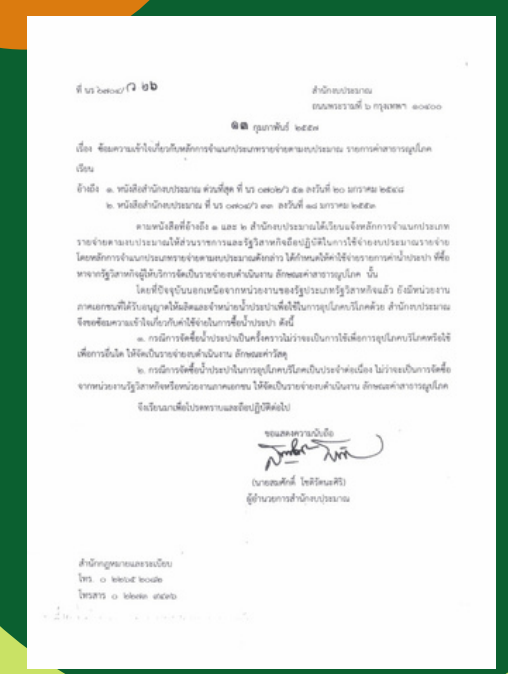 ที่ นร ๐๗๐๔/ว ๒๖
สำนักงบประมาณ
ถนนพระรามที่ ๖ กรุงเทพฯ ๑๐๔๐๐
๑๓ กุมภาพันธ์ ๒๕๕๗
เรื่อง ซ้อมความเข้าใจเกี่ยวกับหลักการจำแนกประเภทรายจ่ายตามงบประมาณ รายการค่าสาธารณูปโภค
เรียน
อ้างถึง ๑. หนังสือสำนักงบประมาณ ด่วนที่สุด ที่ นร ๐๗๐๒/ว ๕๑ ลงวันที่ ๒๐ มกราคม ๒๕๔๘
๒. หนังสือสำนักงบประมาณ ที่ นร ๐๗๐๔/ว ๓๓ ลงวันที่ ๑๘ มกราคม ๒๕๕๓
ตามหนังสือที่อ้างถึง ๑ และ ๒ สำนักงบประมาณได้เวียนแจ้งหลักการจำแนกประเภท
รายจ่ายตามงบประมาณให้ส่วนราชการและรัฐวิสาหกิจถือปฏิบัติในการใช้จ่ายงบประมาณรายจ่าย
โดยหลักการจำแนกประเภทรายจ่ายตามงบประมาณดังกล่าว ได้กำหนดให้ค่าใช้จ่ายรายการค่าน้ำประปา ที่ซื้อ
หาจากรัฐวิสาหกิจผู้ให้บริการจัดเป็นรายจ่ายงบดำเนินงาน ลักษณะค่าสาธารณูปโภค นั้น
โดยที่ปัจจุบันนอกเหนือจากหน่วยงานของรัฐประเภทรัฐวิสาหกิจแล้ว ยังมีหน่วยงาน
ภาคเอกชนที่ได้รับอนุญาตให้ผลิตและจำหน่ายน้ำประปาเพื่อใช้ในการอุปโภคบริโภคด้วย สำนักงบประมาณ
จึงขอซ้อมความเข้าใจเกี่ยวกับค่าใช้จ่ายในการซื้อน้ำประปา ดังนี้
๑. กรณีการจัดซื้อน้ำประปาเป็นครั้งคราวไม่ว่าจะเป็นการใช้เพื่อการอุปโภคบริโภคหรือใช้
เพื่อการอื่นใด ให้จัดเป็นรายจ่ายงบดำเนินงาน ลักษณะค่าวัสดุ
๒. กรณีการจัดซื้อน้ำประปาในการอุปโภคบริโภคเป็นประจำต่อเนื่อง ไม่ว่าจะเป็นการจัดซื้อ
จากหน่วยงานรัฐวิสาหกิจหรือหน่วยงานภาคเอกชน ให้จัดเป็นรายจ่ายงบดำเนินงาน ลักษณะค่าสาธารณูปโภค
จึงเรียนมาเพื่อโปรดทราบและถือปฏิบัติต่อไป
ขอแสดงความนับถือ
(นายสมศักดิ์ โชติรัตนะศิริ)
ผู้อำนวยการสำนักงบประมาณ
สำนักกฎหมายและระเบียบ
โทร. ๐ ๒๒๖๕ ๒๐๔๒
โทรสาร ๐ ๒๒๗๓